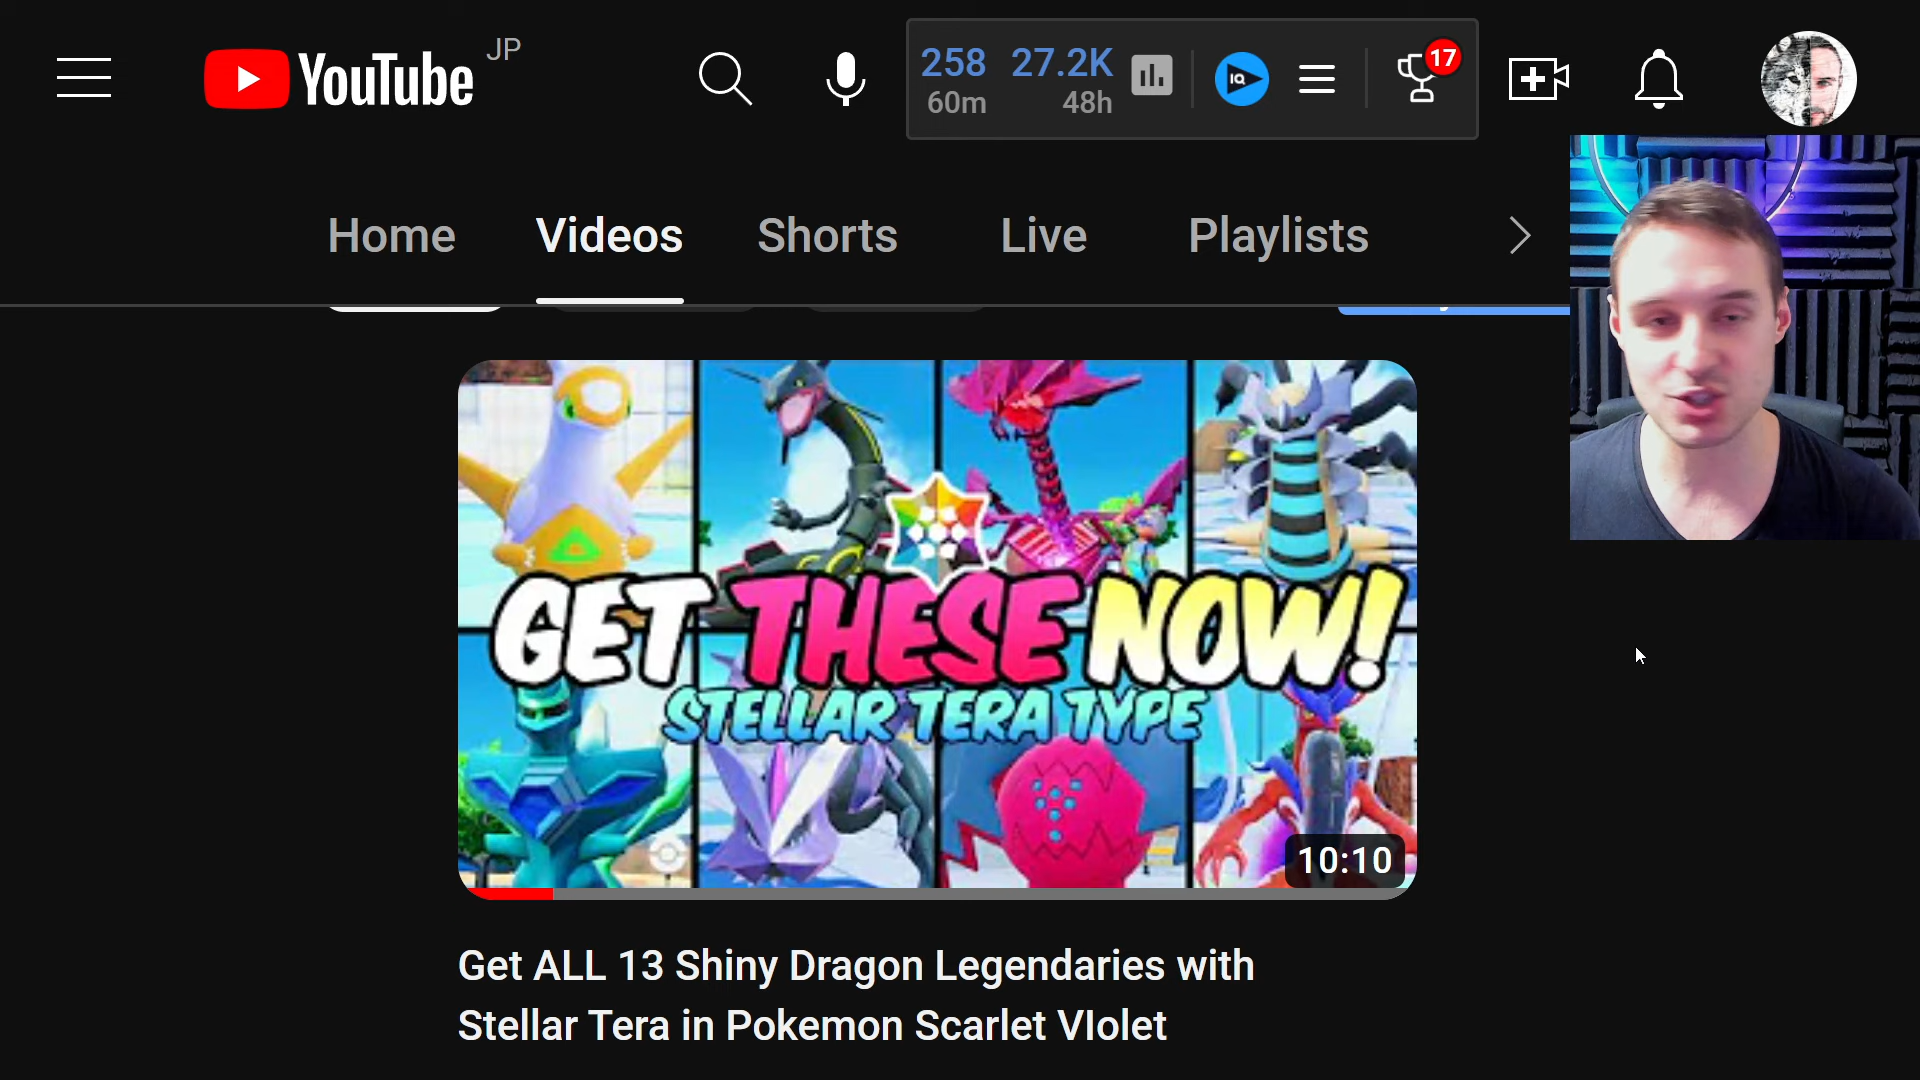 YouTube JP
258 27.2K
60m 48h
IQ
17
Home Videos Shorts Live Playlists
GET THESE NOW!
STELLAR TERA TYPE
10:10
Get ALL 13 Shiny Dragon Legendaries with
Stellar Tera in Pokemon Scarlet VIolet